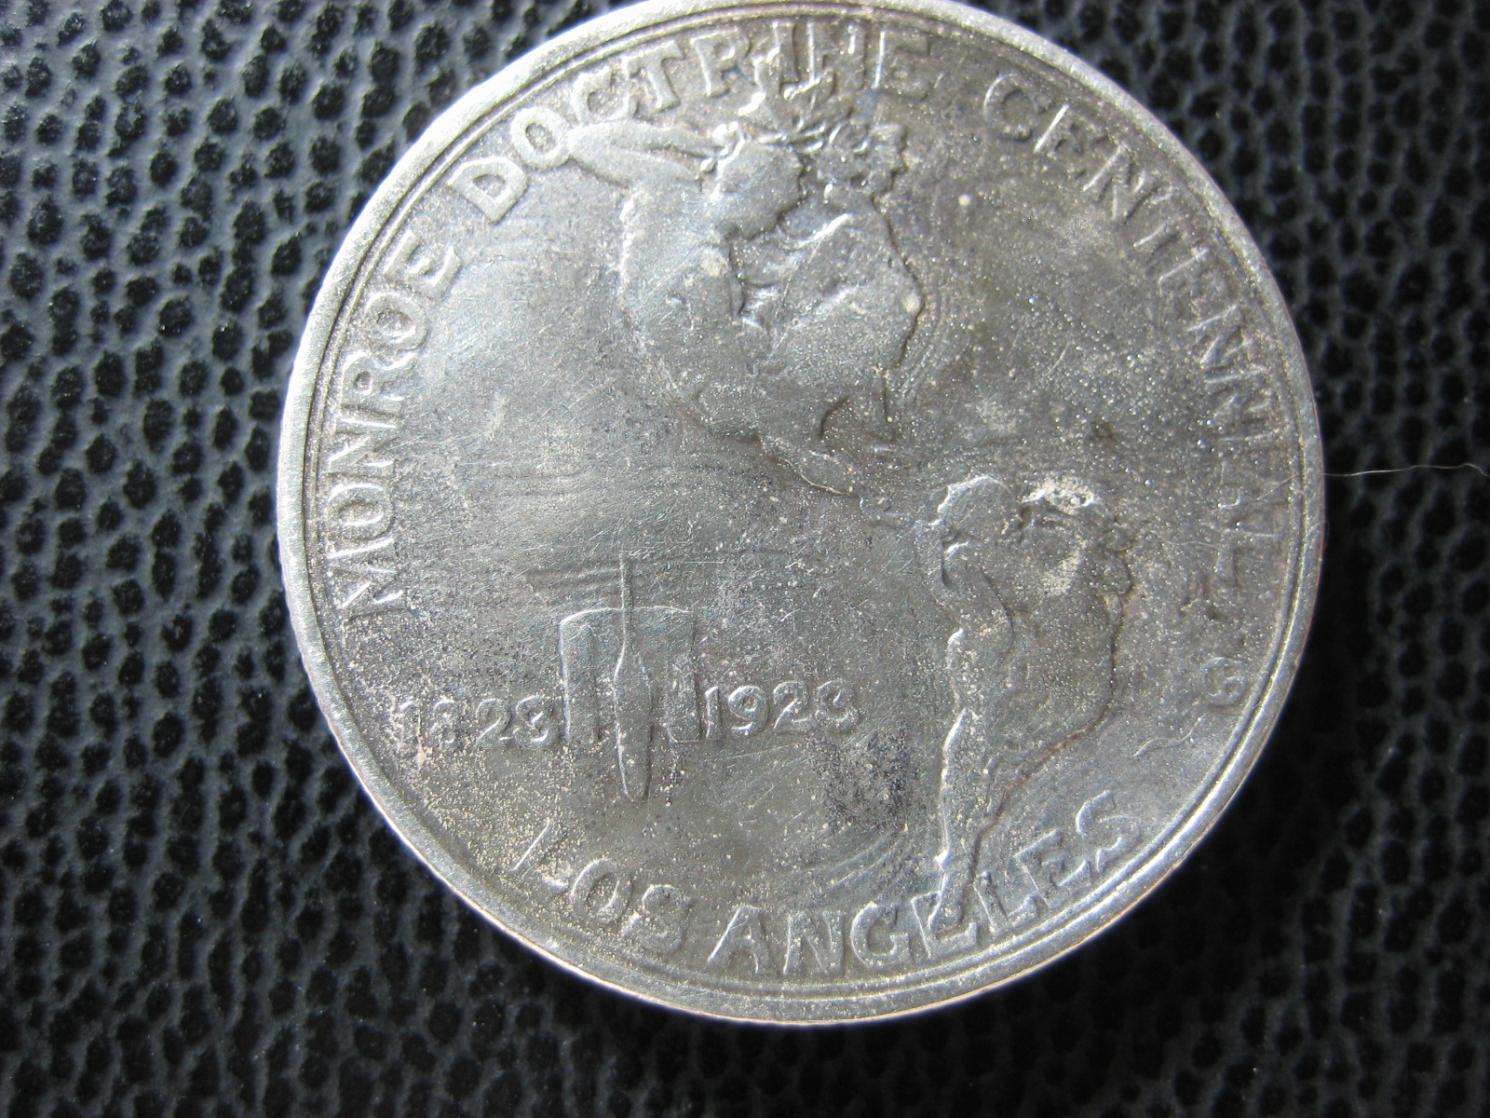 MONROE DOCTRINE CENTENNIAL
1823 1923
LOS ANGELES